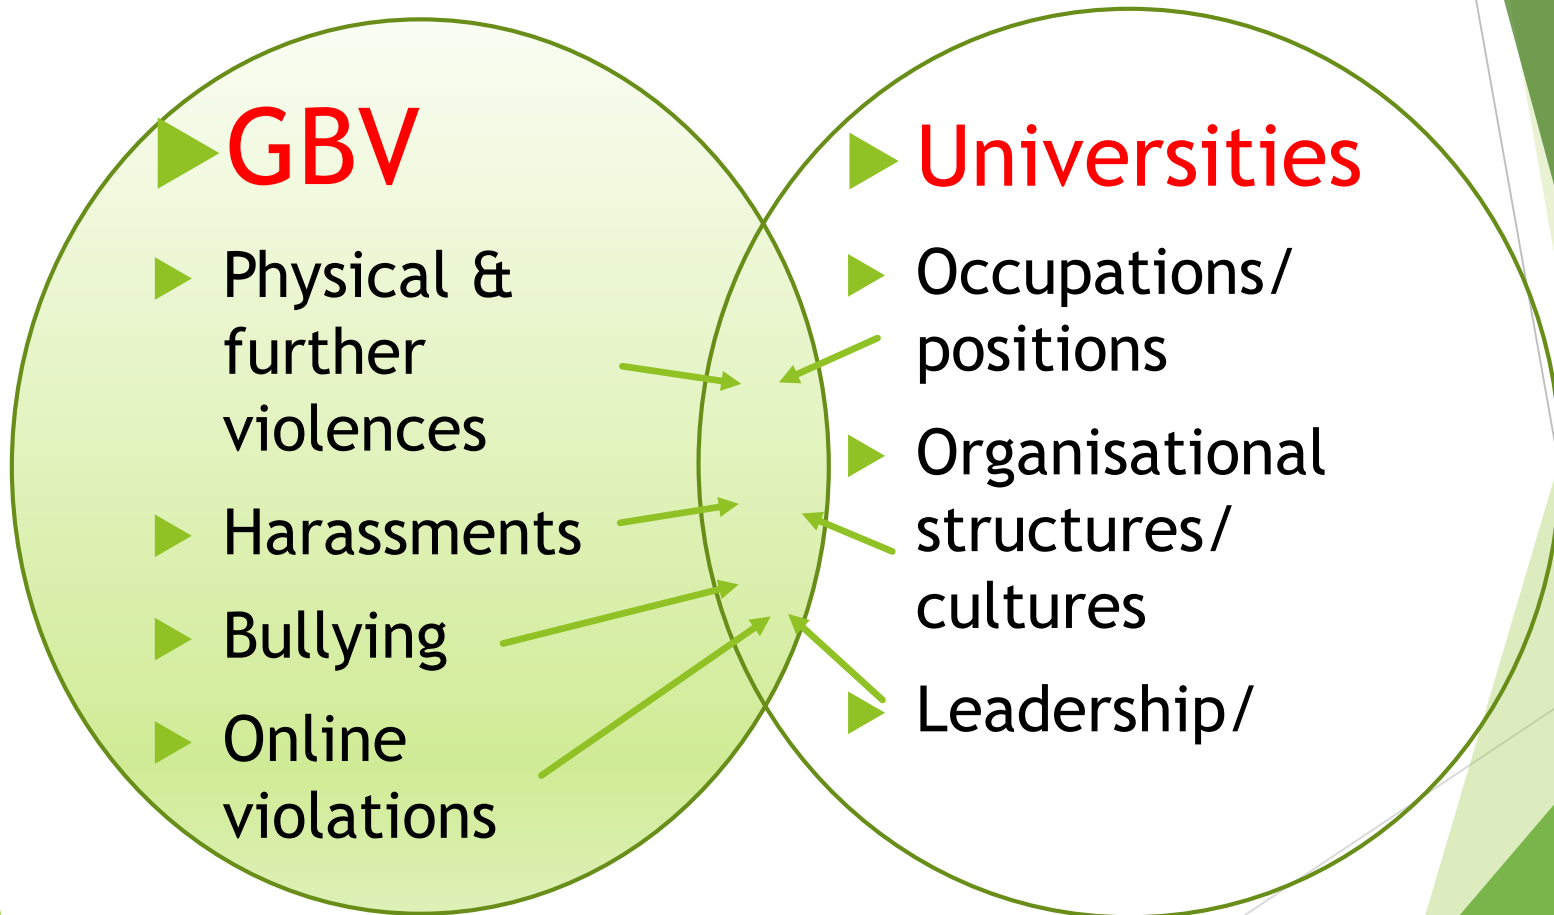 GBV
Physical &
further
violences
Harassments
Bullying
Online
violations
Universities
Occupations/
positions
Organisational
structures/
cultures
Leadership/